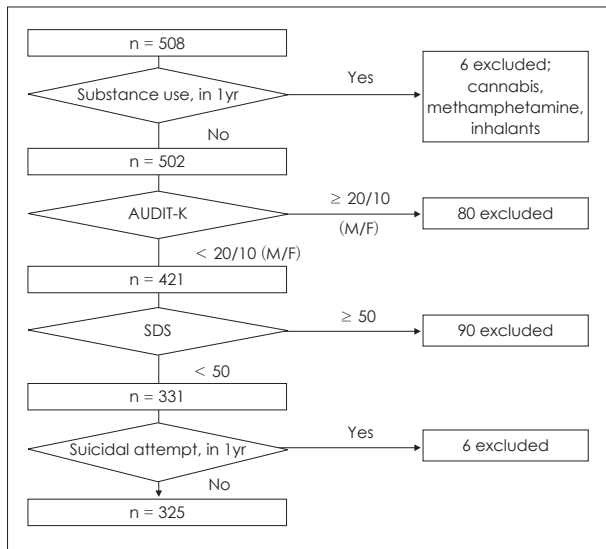 n = 508
Substance use, in 1yr
Yes
6 excluded;
cannabis,
methamphetamine,
inhalants
No
n = 502
AUDIT-K
≥ 20/10
(M/F)
80 excluded
< 20/10 (M/F)
n = 421
SDS
≥ 50
90 excluded
< 50
n = 331
Suicidal attempt, in 1yr
Yes
6 excluded
No
n = 325